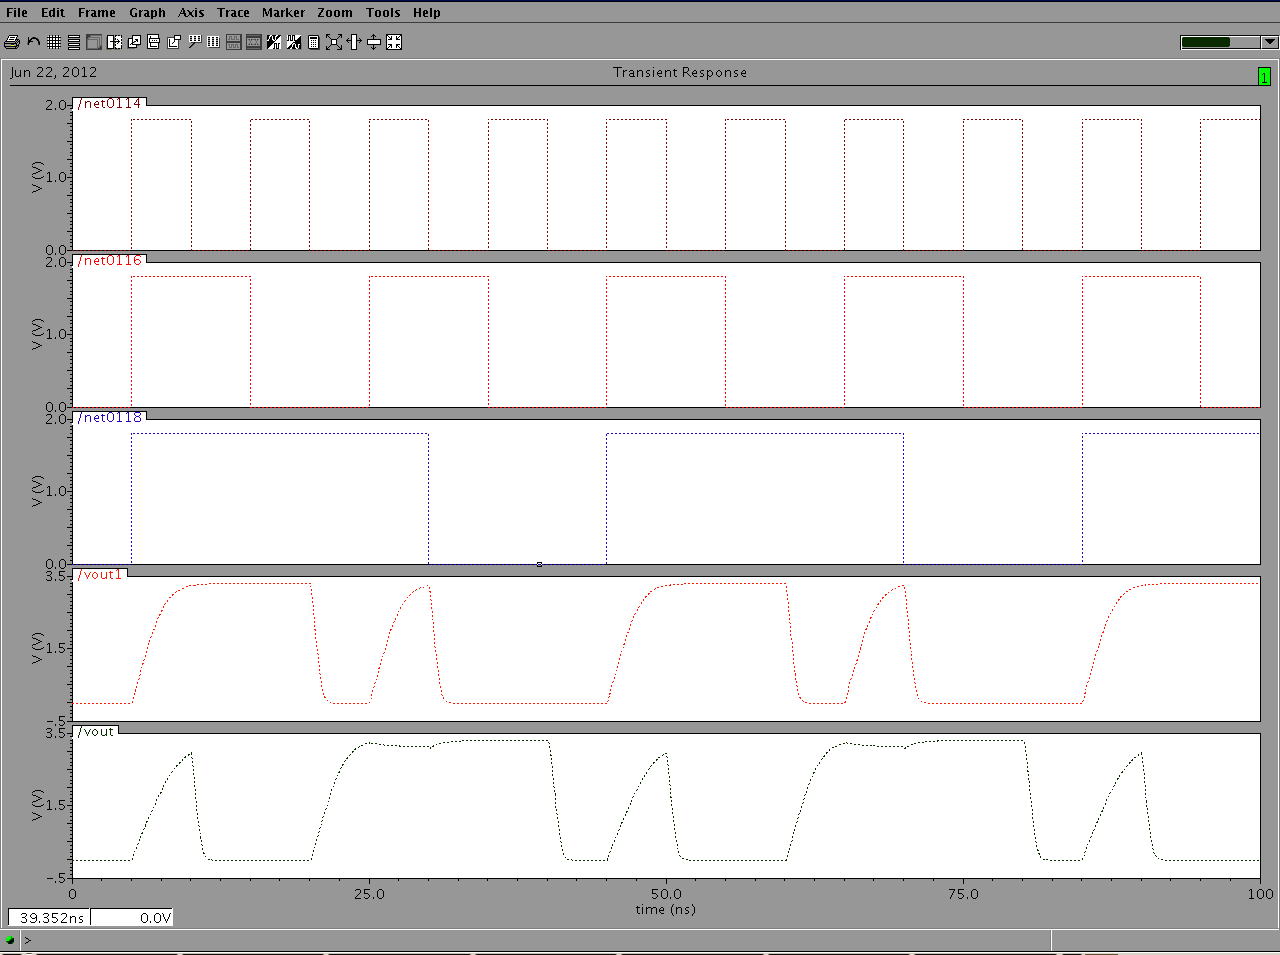 File Edit Frame Graph Axis Trace Marker Zoom Tools Help
Jun 22, 2012 Transient Response 1
/net0114
2.0
1.0
0.0
V (V)
/net0116
2.0
1.0
0.0
V (V)
/net0118
2.0
1.0
0.0
V (V)
/vout1
3.5
1.5
-.5
V (V)
/vout
3.5
1.5
-.5
V (V)
0 25.0 50.0 75.0 100
time (ns)
39.352ns 0.0V
>